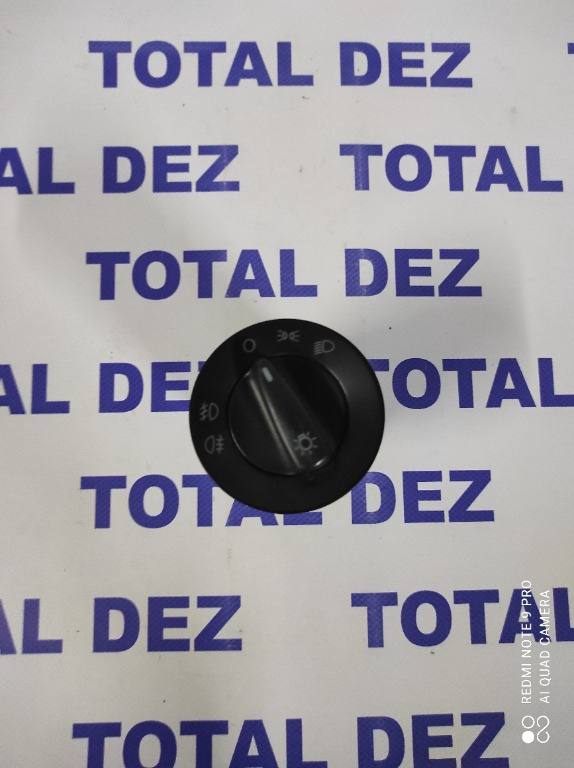 TOTAL DEZ
AL DEZ TOTAL
TOTAL DEZ
AL DE TOTAL
TOTAL DEZ
AL DEZ TOTAL
TOTAL DEZ
REDMI NOTE 9 PRO
AI QUAD CAMERA